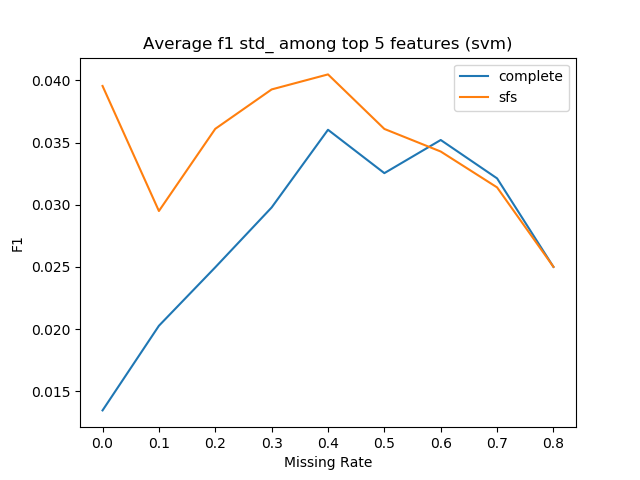 Average f1 std_ among top 5 features (svm)
complete
sfs
0.040
0.035
0.030
0.025
0.020
0.015
F1
0.0 0.1 0.2 0.3 0.4 0.5 0.6 0.7 0.8
Missing Rate